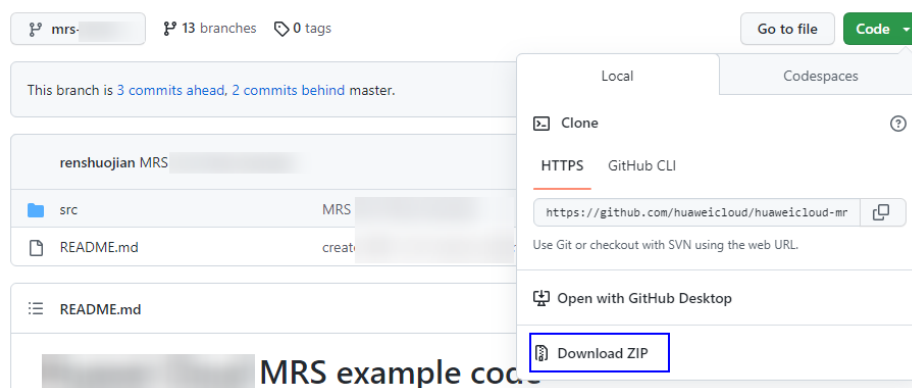 mrs-
13 branches
0 tags
Go to file
Code
This branch is 3 commits ahead, 2 commits behind master.
renshuojian MRS
src
MRS
README.md
README.md
MRS example code
Local
Codespaces
Clone
HTTPS
GitHub CLI
https://github.com/huaweicloud/huaweicloud-mr
Use Git or checkout with SVN using the web URL.
Open with GitHub Desktop
Download ZIP